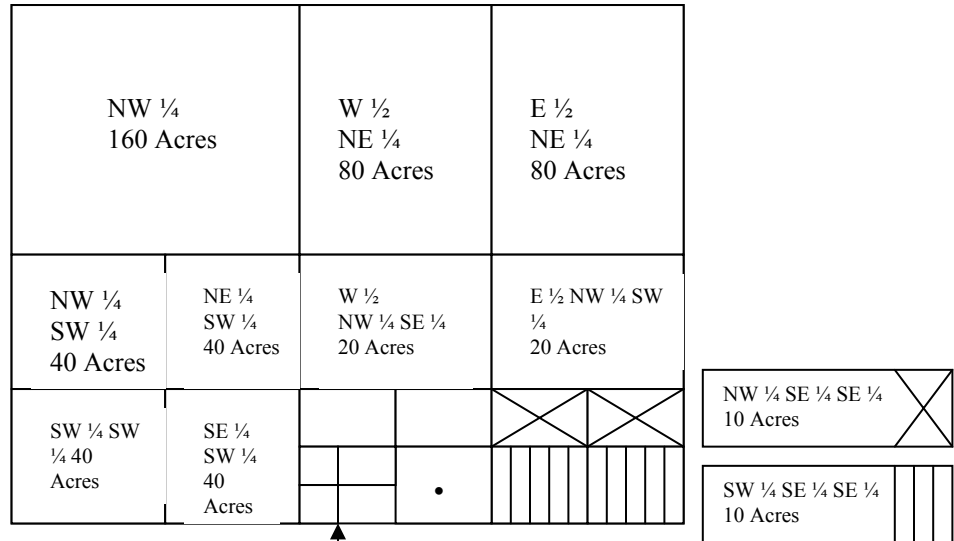 NW ¼
160 Acres
W ½
NE ¼
80 Acres
E ½
NE ¼
80 Acres
NW ¼
SW ¼
40 Acres
NE ¼
SW ¼
40 Acres
W ½
NW ¼ SE ¼
20 Acres
E ½ NW ¼ SW
¼
20 Acres
SW ¼ SW
¼ 40
Acres
SE ¼
SW ¼
40
Acres
NW ¼ SE ¼ SE ¼
10 Acres
SW ¼ SE ¼ SE ¼
10 Acres